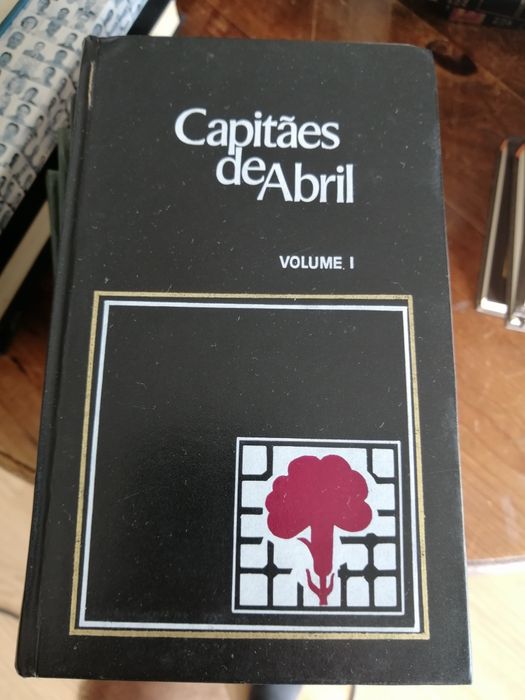 Capitães
de Abril
VOLUME I